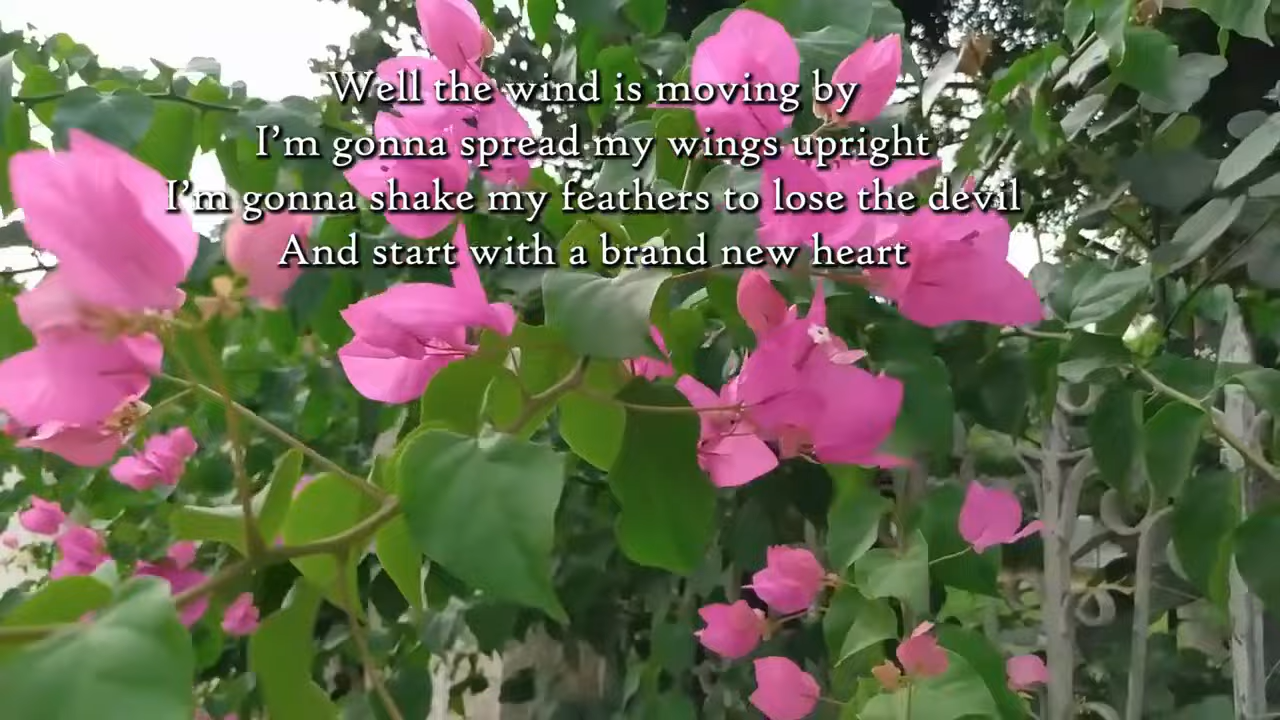 Well the wind is moving by
I'm gonna spread my wings upright
I'm gonna shake my feathers to lose the devil
And start with a brand new heart